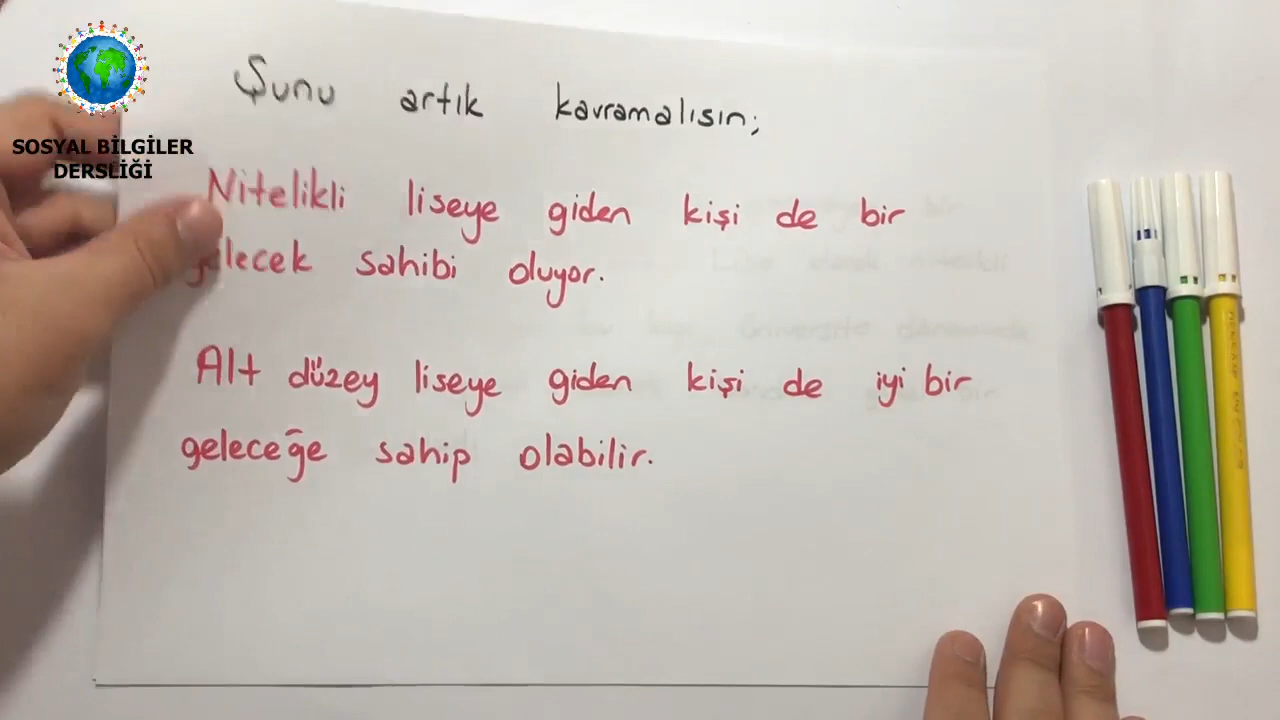 SOSYAL BİLGİLER
DERSLİĞİ
Şunu artık kavramalısın;
Nitelikli liseye giden kişi de bir
gelecek sahibi oluyor.
Alt düzey liseye giden kişi de iyi bir
geleceğe sahip olabilir.